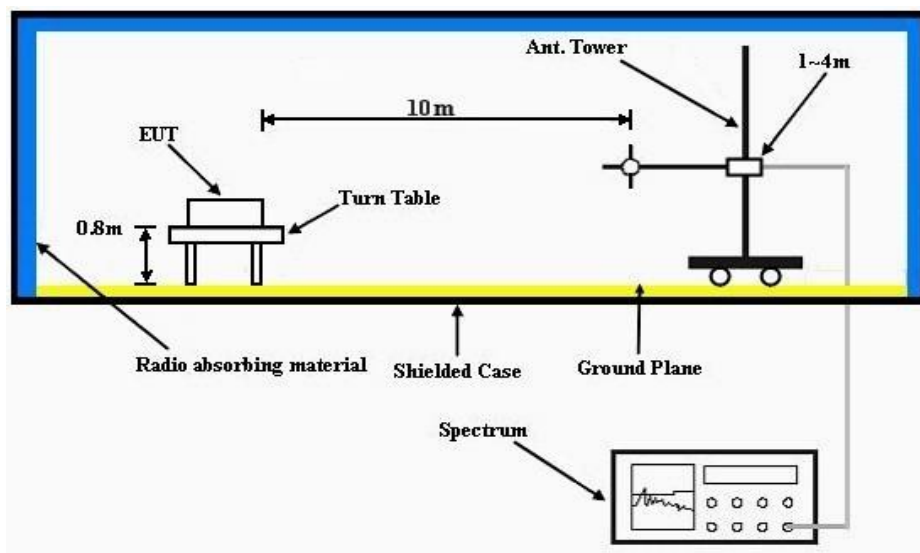 Ant. Tower
1~4m
10m
EUT
Turn Table
0.8m
Radio absorbing material
Shielded Case
Ground Plane
Spectrum